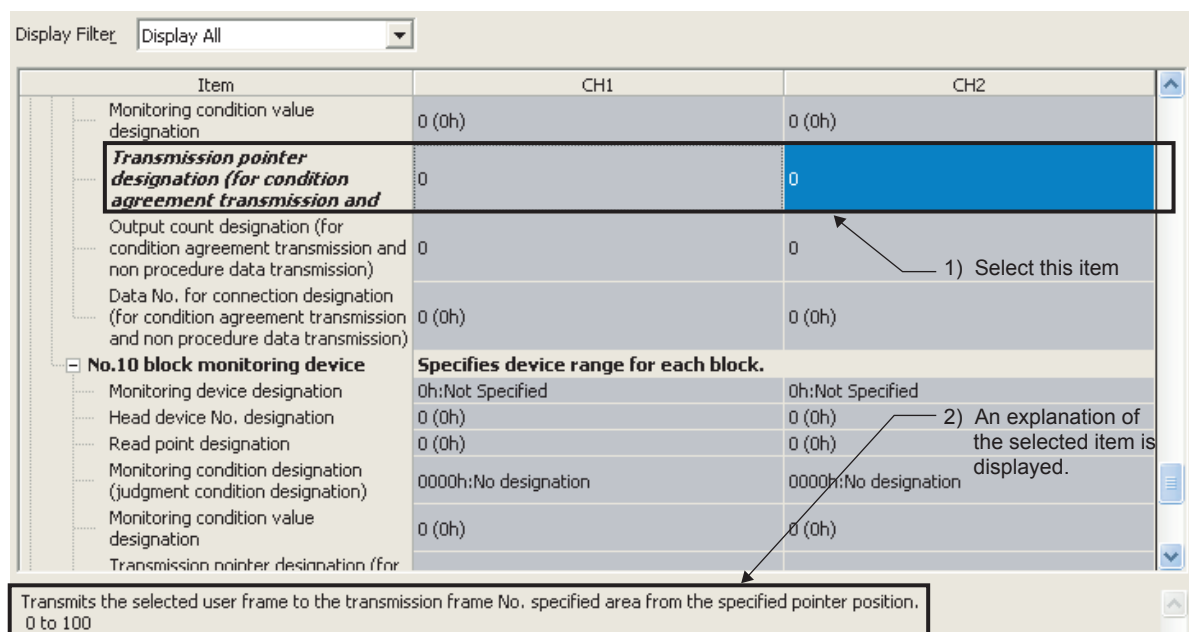 Display Filter Display All
Item CH1 CH2
Monitoring condition value
designation
0 (0h) 0 (0h)
Transmission pointer
designation (for condition
agreement transmission and
0 0
Output count designation (for
condition agreement transmission and
non procedure data transmission)
0 0
1) Select this item
Data No. for connection designation
(for condition agreement transmission
and non procedure data transmission)
0 (0h) 0 (0h)
No.10 block monitoring device Specifies device range for each block.
Monitoring device designation 0h:Not Specified 0h:Not Specified
Head device No. designation 0 (0h) 0 (0h)
Read point designation 0 (0h) 0 (0h)
2) An explanation of
the selected item is
displayed.
Monitoring condition designation
(judgment condition designation)
0000h:No designation 0000h:No designation
Monitoring condition value
designation
0 (0h) 0 (0h)
Transmission pointer designation (for
Transmits the selected user frame to the transmission frame No. specified area from the specified pointer position.
0 to 100